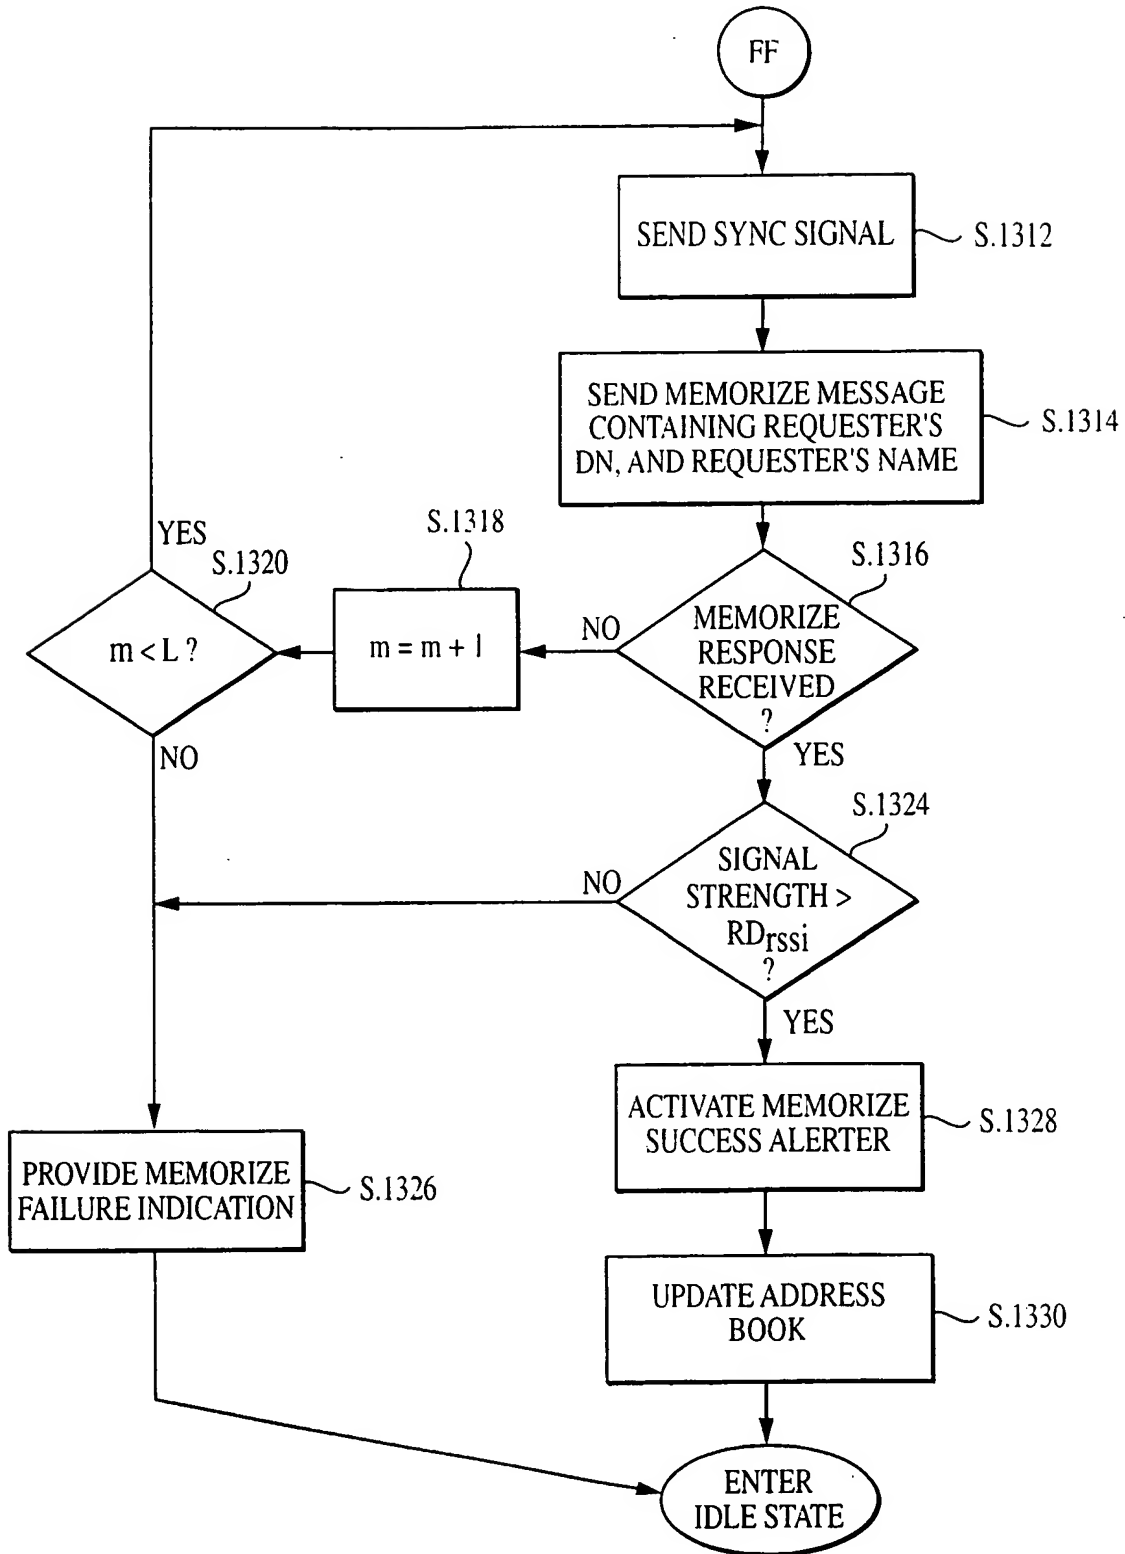 FF
SEND SYNC SIGNAL
S.1312
SEND MEMORIZE MESSAGE
CONTAINING REQUESTER'S
DN, AND REQUESTER'S NAME
S.1314
S.1316
MEMORIZE
RESPONSE
RECEIVED
?
NO
YES
S.1318
m = m + 1
S.1320
m < L ?
YES
NO
S.1324
SIGNAL
STRENGTH >
RDrssi
?
NO
YES
ACTIVATE MEMORIZE
SUCCESS ALERTER
S.1328
PROVIDE MEMORIZE
FAILURE INDICATION
S.1326
UPDATE ADDRESS
BOOK
S.1330
ENTER
IDLE STATE